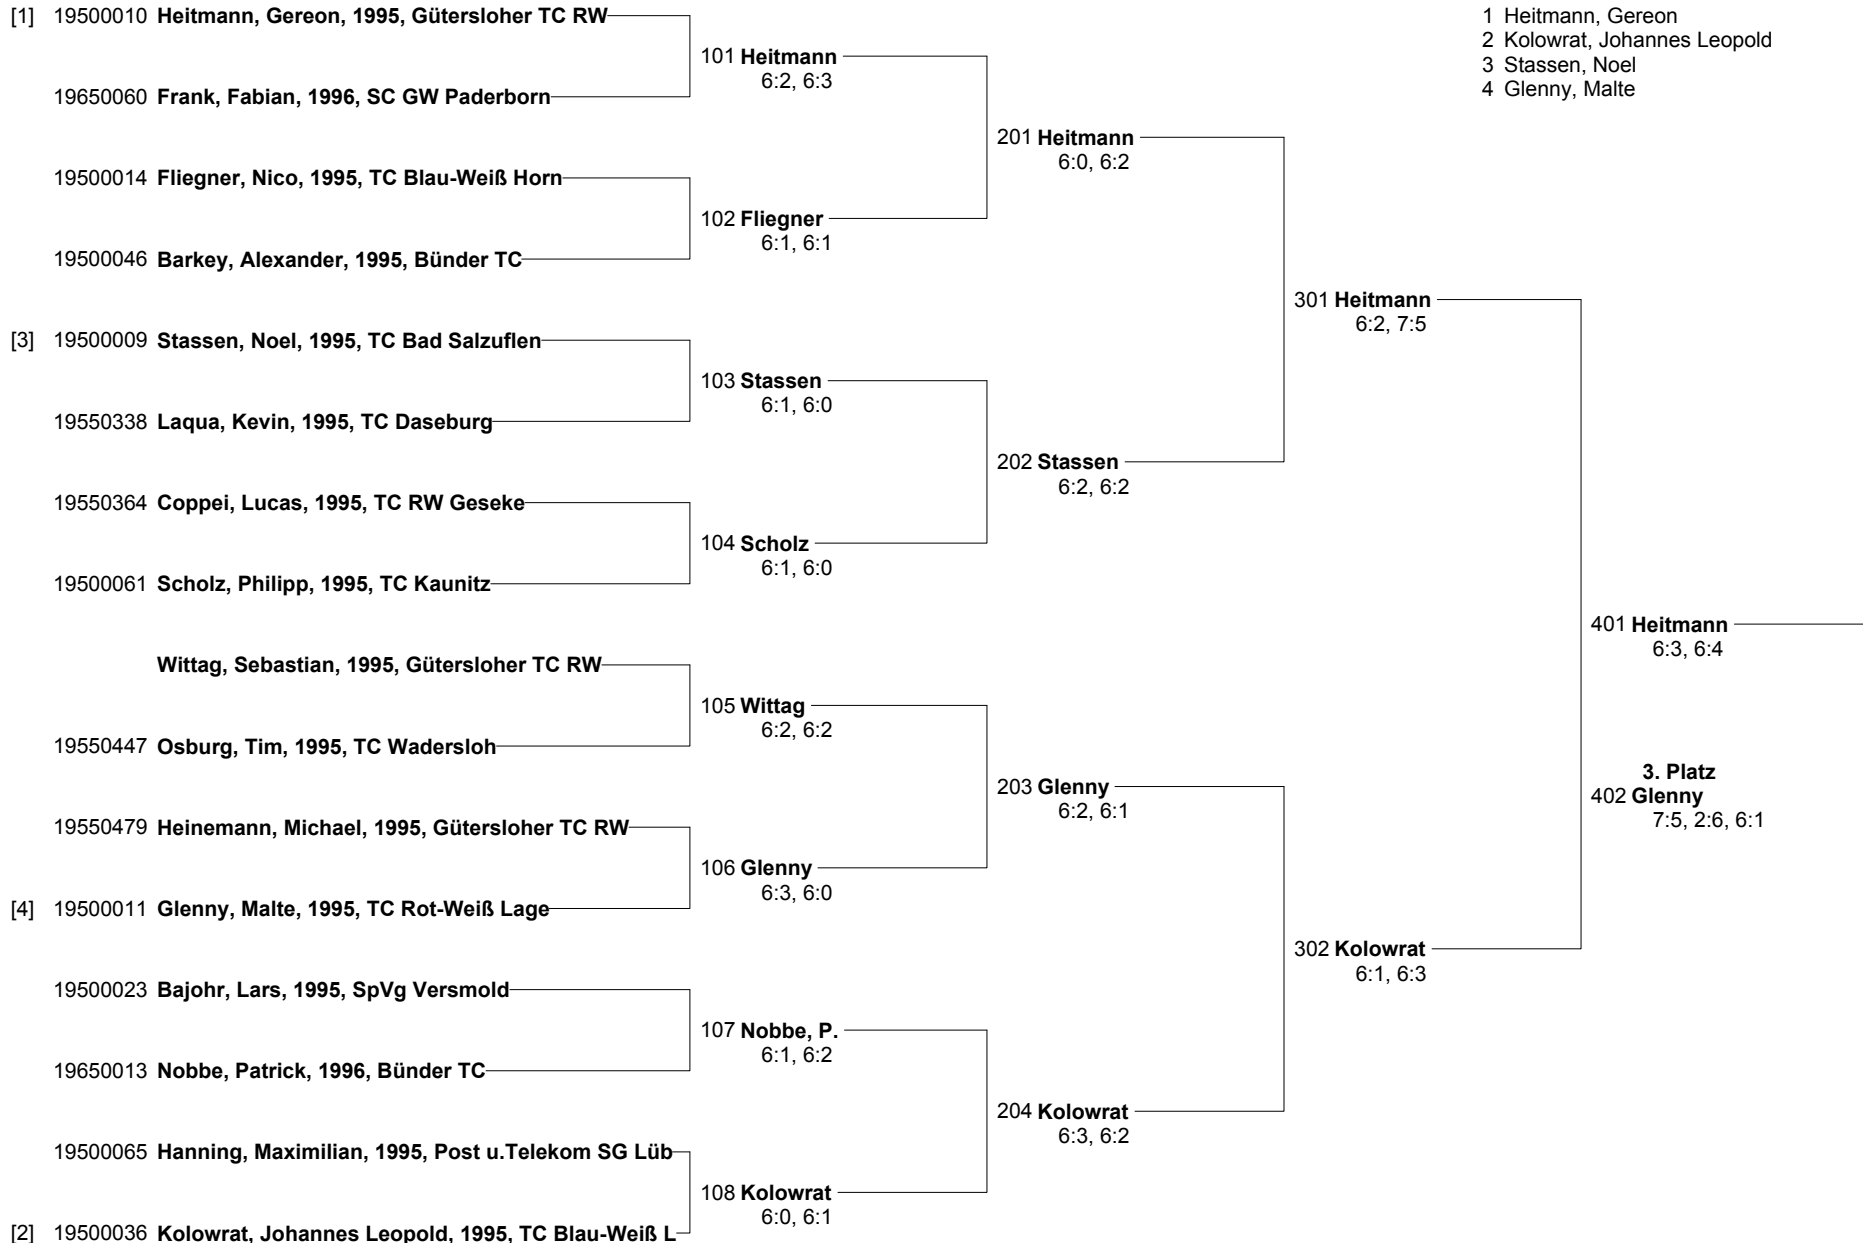 [1] 19500010 Heitmann, Gereon, 1995, Gütersloher TC RW
1 Heitmann, Gereon
2 Kolowrat, Johannes Leopold
3 Stassen, Noel
4 Glenny, Malte
101 Heitmann
6:2, 6:3
19650060 Frank, Fabian, 1996, SC GW Paderborn
201 Heitmann
6:0, 6:2
19500014 Fliegner, Nico, 1995, TC Blau-Weiß Horn
102 Fliegner
6:1, 6:1
19500046 Barkey, Alexander, 1995, Bünder TC
301 Heitmann
6:2, 7:5
[3] 19500009 Stassen, Noel, 1995, TC Bad Salzuflen
103 Stassen
6:1, 6:0
19550338 Laqua, Kevin, 1995, TC Daseburg
202 Stassen
6:2, 6:2
19550364 Coppei, Lucas, 1995, TC RW Geseke
104 Scholz
6:1, 6:0
19500061 Scholz, Philipp, 1995, TC Kaunitz
401 Heitmann
6:3, 6:4
Wittag, Sebastian, 1995, Gütersloher TC RW
105 Wittag
6:2, 6:2
19550447 Osburg, Tim, 1995, TC Wadersloh
203 Glenny
6:2, 6:1
3. Platz
402 Glenny
7:5, 2:6, 6:1
19550479 Heinemann, Michael, 1995, Gütersloher TC RW
106 Glenny
6:3, 6:0
[4] 19500011 Glenny, Malte, 1995, TC Rot-Weiß Lage
302 Kolowrat
6:1, 6:3
19500023 Bajohr, Lars, 1995, SpVg Versmold
107 Nobbe, P.
6:1, 6:2
19650013 Nobbe, Patrick, 1996, Bünder TC
204 Kolowrat
6:3, 6:2
19500065 Hanning, Maximilian, 1995, Post u.Telekom SG Lüb
108 Kolowrat
6:0, 6:1
[2] 19500036 Kolowrat, Johannes Leopold, 1995, TC Blau-Weiß L